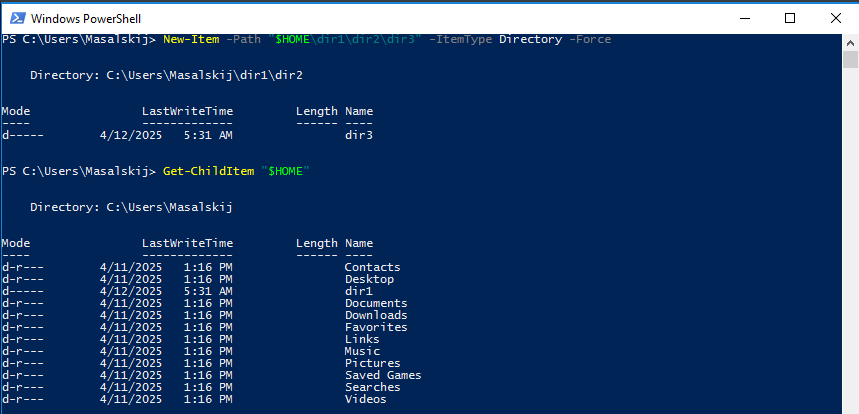 Windows PowerShell
PS C:\Users\Masalskij> New-Item -Path "$HOME\dir1\dir2\dir3" -ItemType Directory -Force
Directory: C:\Users\Masalskij\dir1\dir2
Mode LastWriteTime Length Name
---- ------------- ------ ----
d----- 4/12/2025 5:31 AM dir3
PS C:\Users\Masalskij> Get-ChildItem "$HOME"
Directory: C:\Users\Masalskij
Mode LastWriteTime Length Name
---- ------------- ------ ----
d-r--- 4/11/2025 1:16 PM Contacts
d-r--- 4/11/2025 1:16 PM Desktop
d----- 4/12/2025 5:31 AM dir1
d-r--- 4/11/2025 1:16 PM Documents
d-r--- 4/11/2025 1:16 PM Downloads
d-r--- 4/11/2025 1:16 PM Favorites
d-r--- 4/11/2025 1:16 PM Links
d-r--- 4/11/2025 1:16 PM Music
d-r--- 4/11/2025 1:16 PM Pictures
d-r--- 4/11/2025 1:16 PM Saved Games
d-r--- 4/11/2025 1:16 PM Searches
d-r--- 4/11/2025 1:16 PM Videos